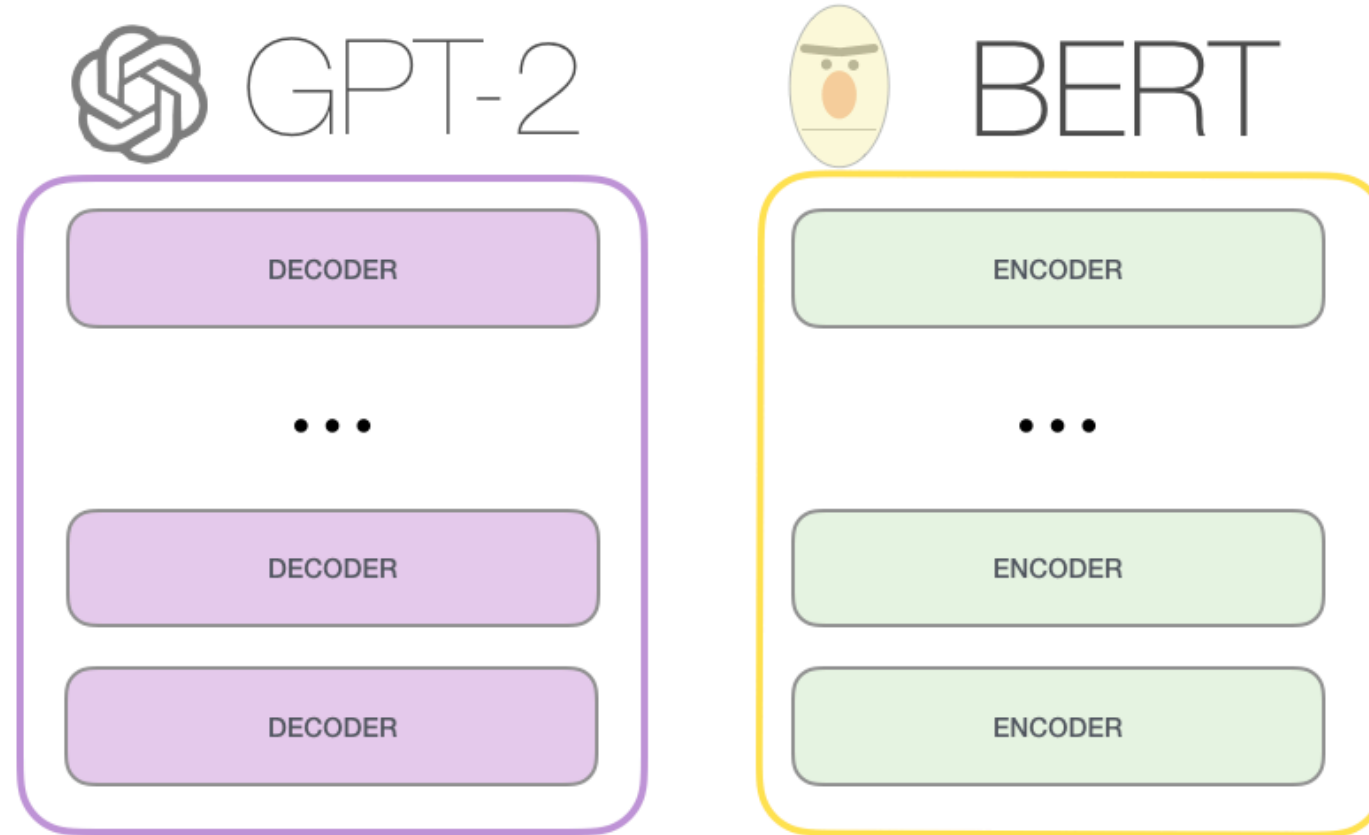 GPT-2
DECODER
• • •
DECODER
DECODER
BERT
ENCODER
• • •
ENCODER
ENCODER